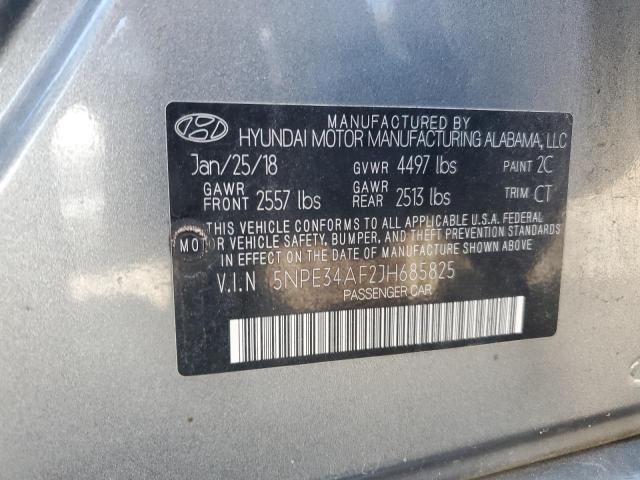 MANUFACTURED BY
HYUNDAI MOTOR MANUFACTURING ALABAMA, LLC
Jan/25/18 GVWR 4497 lbs PAINT 2C
GAWR FRONT 2557 lbs GAWR REAR 2513 lbs TRIM CT
THIS VEHICLE CONFORMS TO ALL APPLICABLE U.S.A. FEDERAL
MOTOR VEHICLE SAFETY, BUMPER, AND THEFT PREVENTION STANDARDS
IN EFFECT ON THE DATE OF MANUFACTURE SHOWN ABOVE.
V.I.N 5NPE34AF2JH685825
PASSENGER CAR